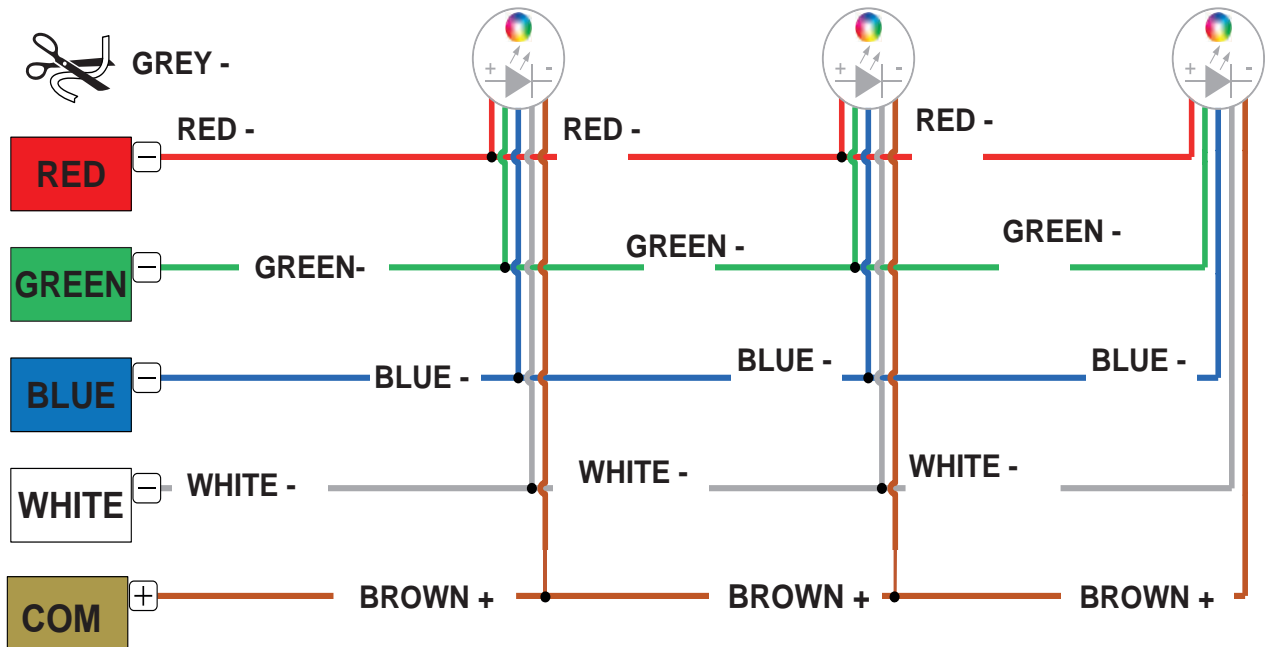 GREY -
RED -
RED -
RED -
RED
GREEN-
GREEN -
GREEN -
GREEN
BLUE -
BLUE -
BLUE -
BLUE
WHITE -
WHITE -
WHITE -
WHITE
BROWN +
BROWN +
BROWN +
COM